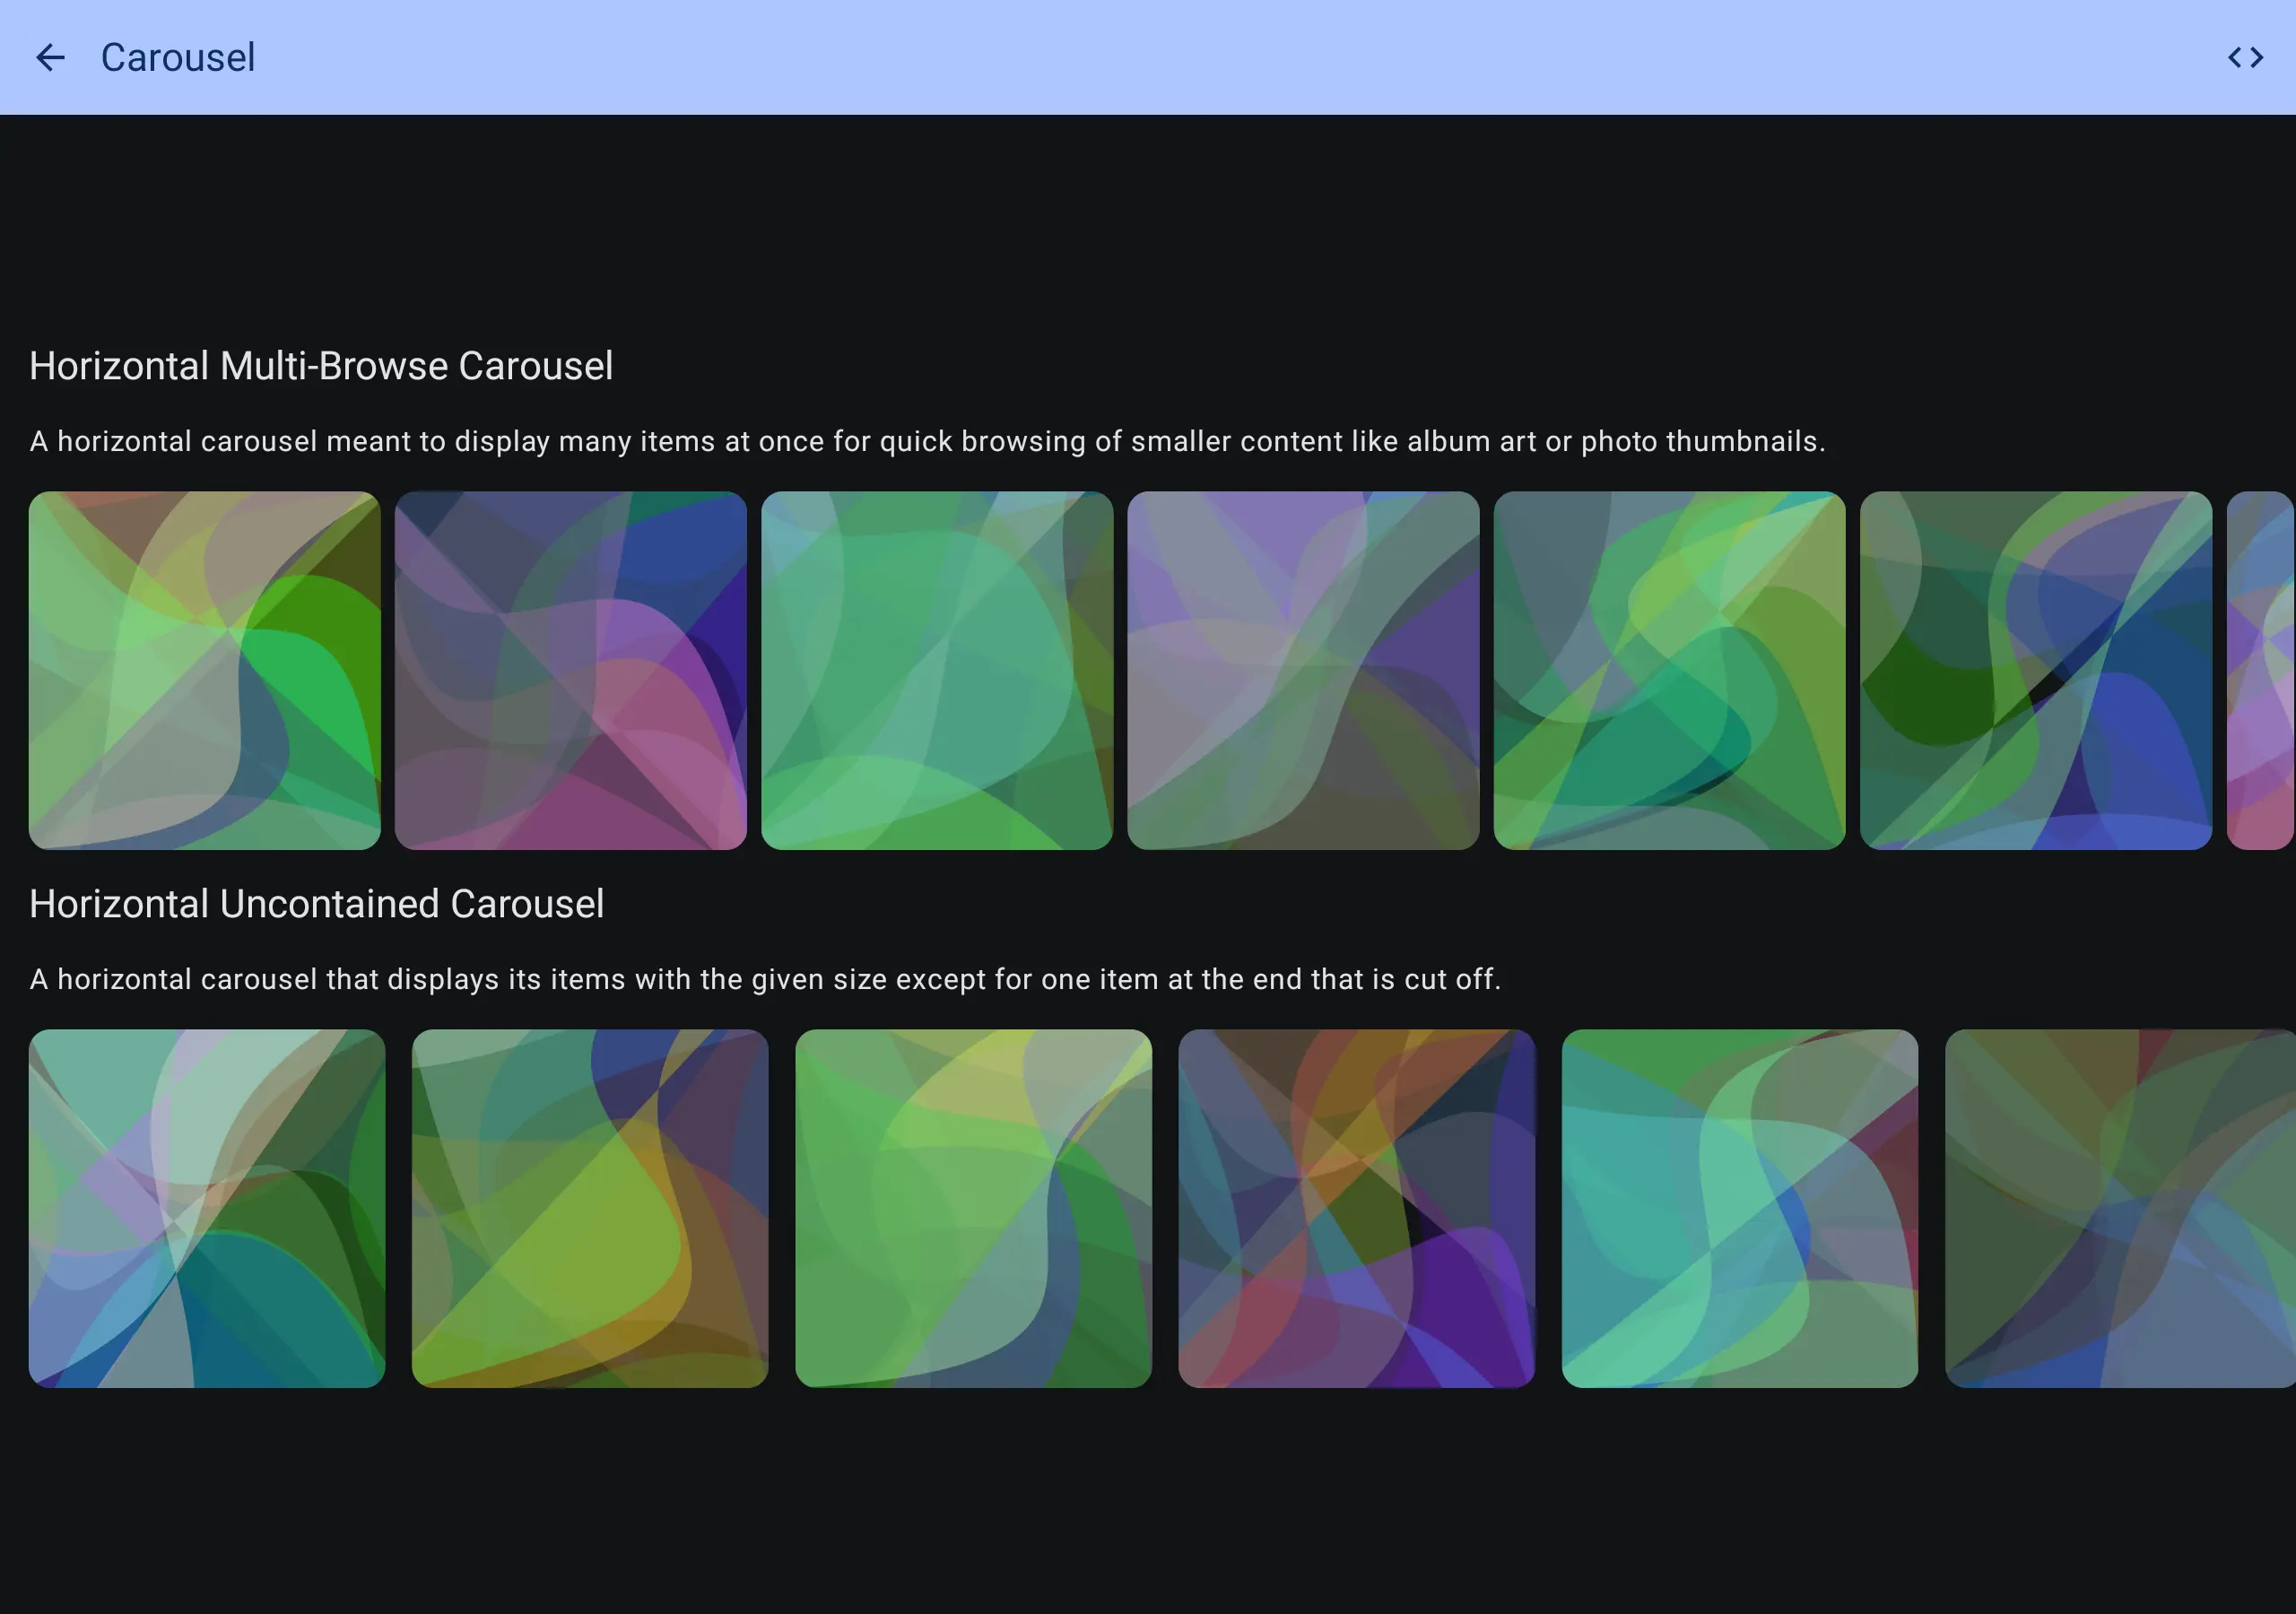 Carousel
Horizontal Multi-Browse Carousel
A horizontal carousel meant to display many items at once for quick browsing of smaller content like album art or photo thumbnails.
Horizontal Uncontained Carousel
A horizontal carousel that displays its items with the given size except for one item at the end that is cut off.